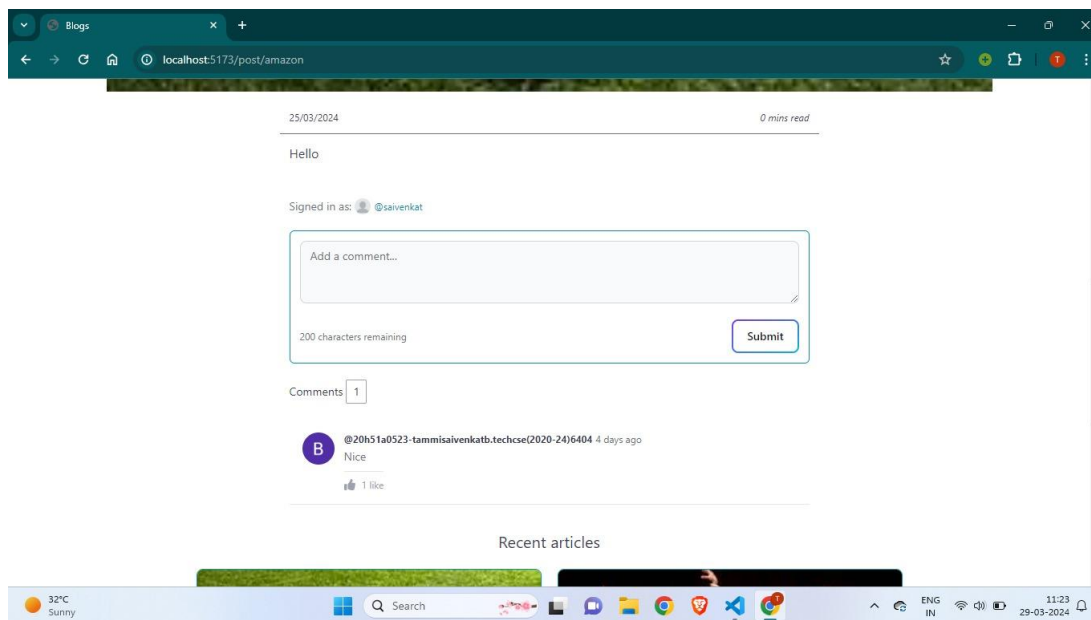 Blogs
localhost:5173/post/amazon
T
25/03/2024 0 mins read
Hello
Signed in as: @saivenkat
Add a comment...
200 characters remaining Submit
Comments 1
B
@20h51a0523-tammisaivenkatb.techcse(2020-24)6404 4 days ago
Nice
1 like
Recent articles
32°C
Sunny
Search
ENG
IN
11:23
29-03-2024